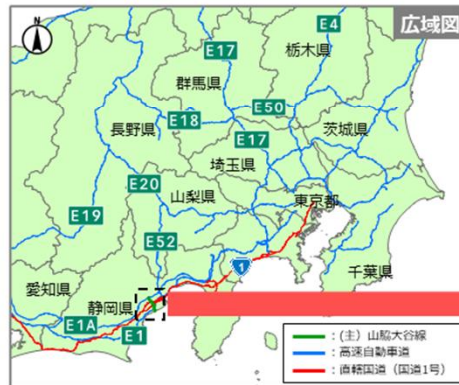 広域図
N
E4
栃木県
E17
群馬県
E50
長野県
E18
茨城県
E17
埼玉県
E20
山梨県
東京都
E19
E52
1
千葉県
愛知県
静岡県
E1A
E1
：(主) 山脇大谷線
：高速自動車道
：直轄国道（国道1号）